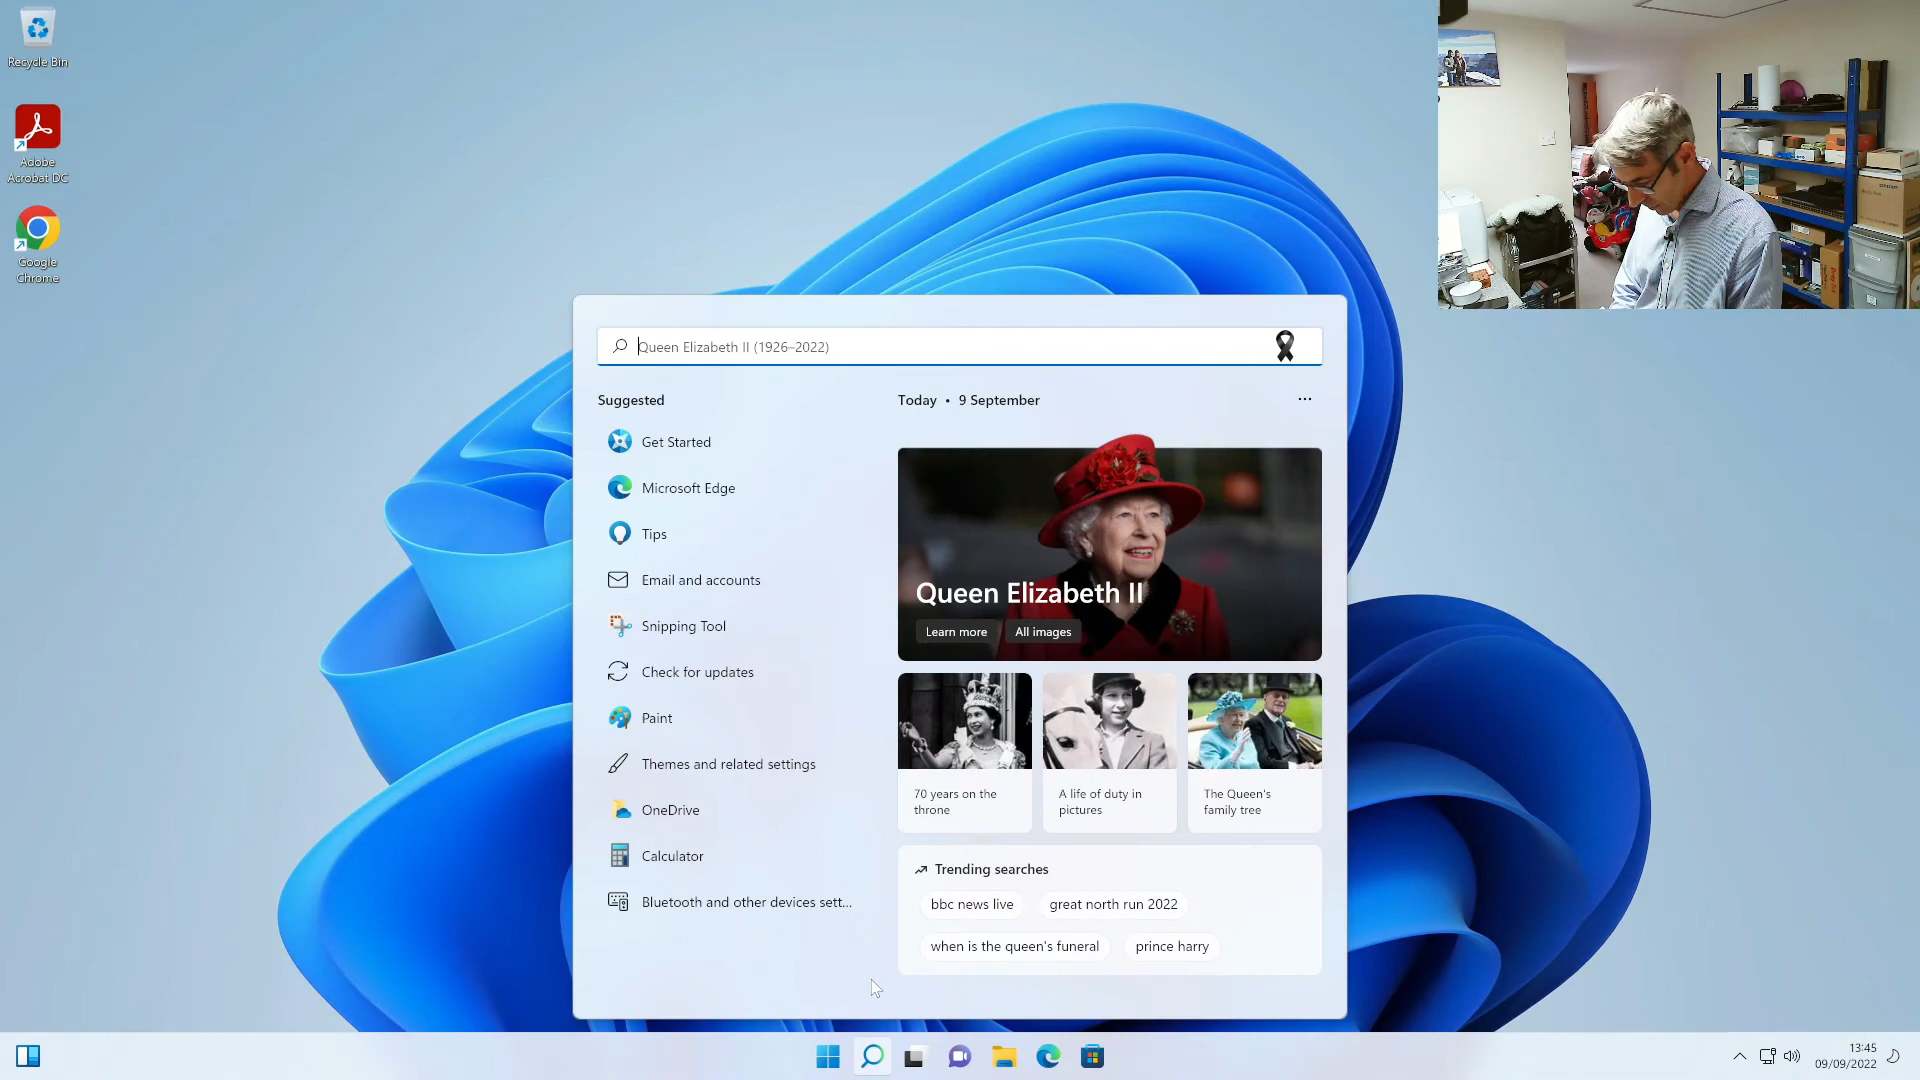 Recycle Bin
Adobe
Acrobat DC
Google
Chrome
Queen Elizabeth II (1926–2022)
Suggested
Get Started
Microsoft Edge
Tips
Email and accounts
Snipping Tool
Check for updates
Paint
Themes and related settings
OneDrive
Calculator
Bluetooth and other devices sett...
Today • 9 September
Queen Elizabeth II
Learn more
All images
70 years on the
throne
A life of duty in
pictures
The Queen's
family tree
Trending searches
bbc news live
great north run 2022
when is the queen's funeral
prince harry
13:45
09/09/2022